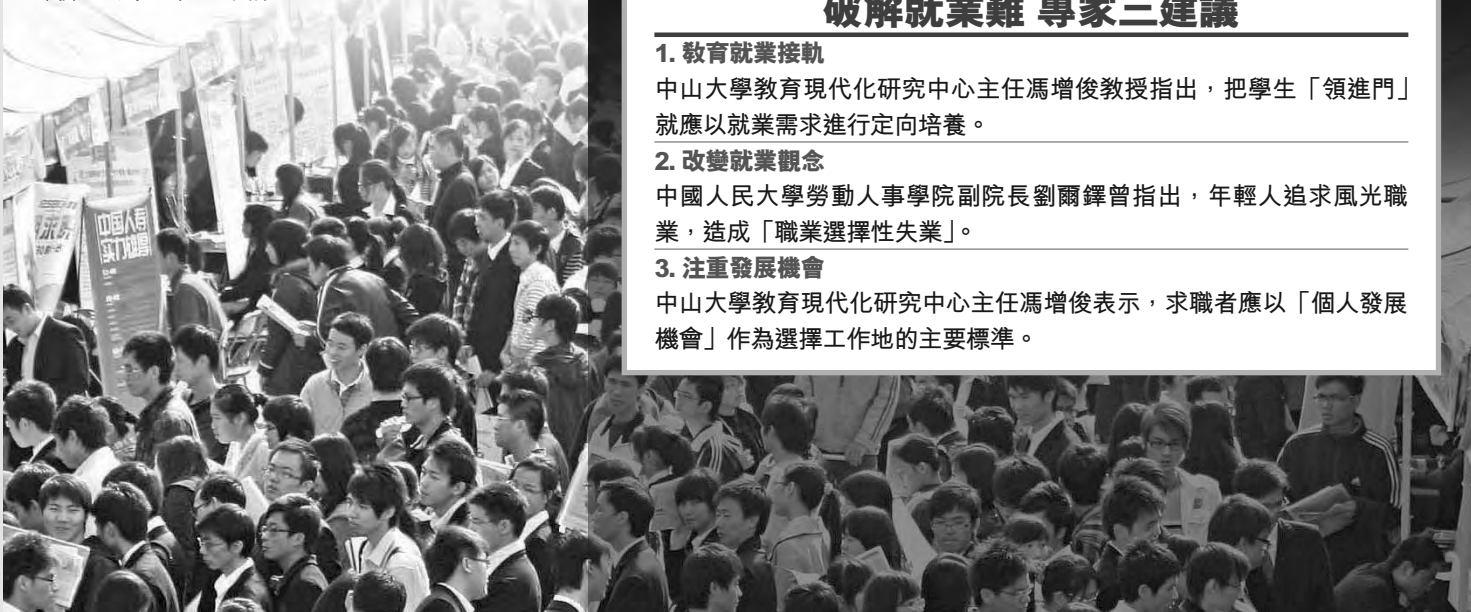 破解就業難 專家三建議
1. 教育就業接軌
中山大學教育現代化研究中心主任馮增俊教授指出，把學生「領進門」
就應以就業需求進行定向培養。
2. 改變就業觀念
中國人民大學勞動人事學院副院長劉爾鐸曾指出，年輕人追求風光職
業，造成「職業選擇性失業」。
3. 注重發展機會
中山大學教育現代化研究中心主任馮增俊表示，求職者應以「個人發展
機會」作為選擇工作地的主要標準。
中国人寿